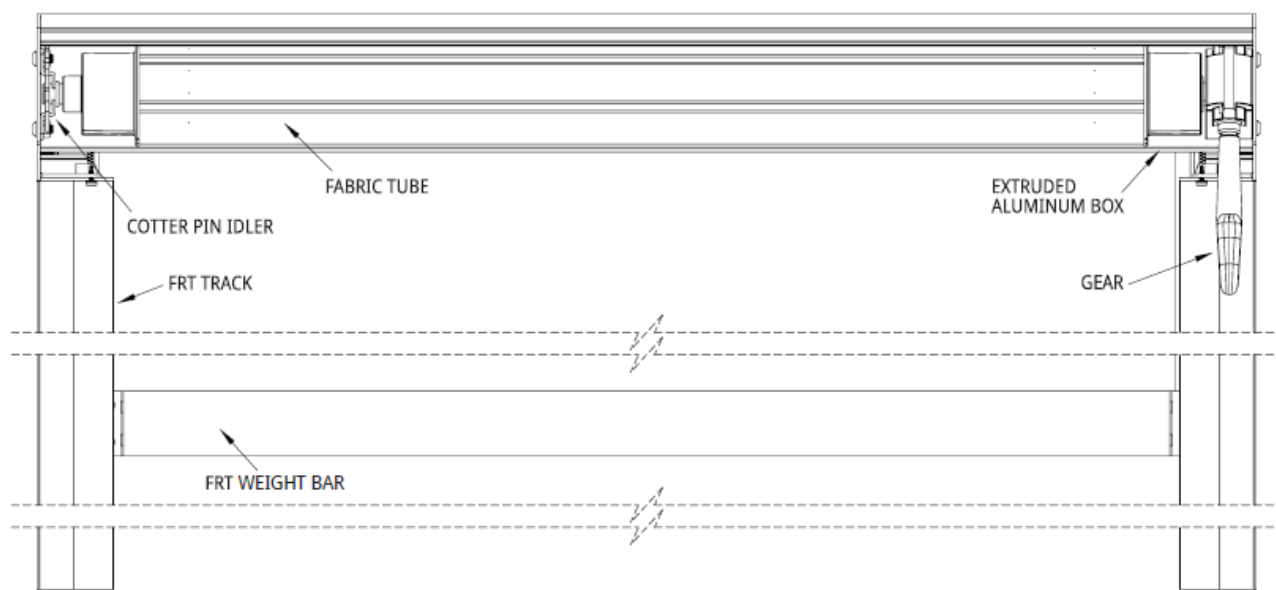 FABRIC TUBE
EXTRUDED
ALUMINUM BOX
COTTER PIN IDLER
FRT TRACK
GEAR
FRT WEIGHT BAR